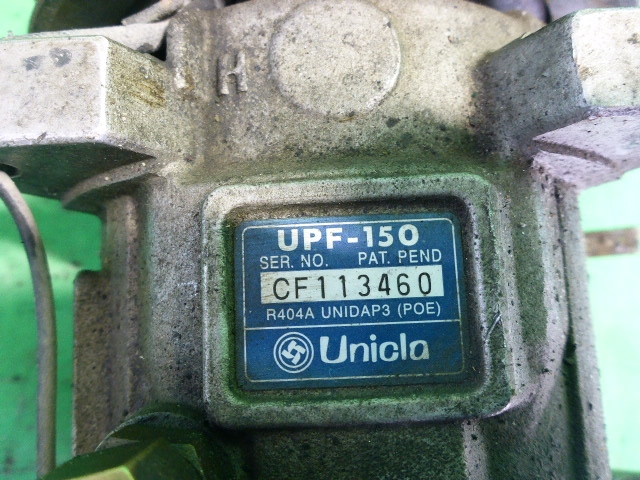 H
UPF-150
SER. NO. PAT. PEND
CF113460
R404A UNIDAP3 (POE)
Unicla